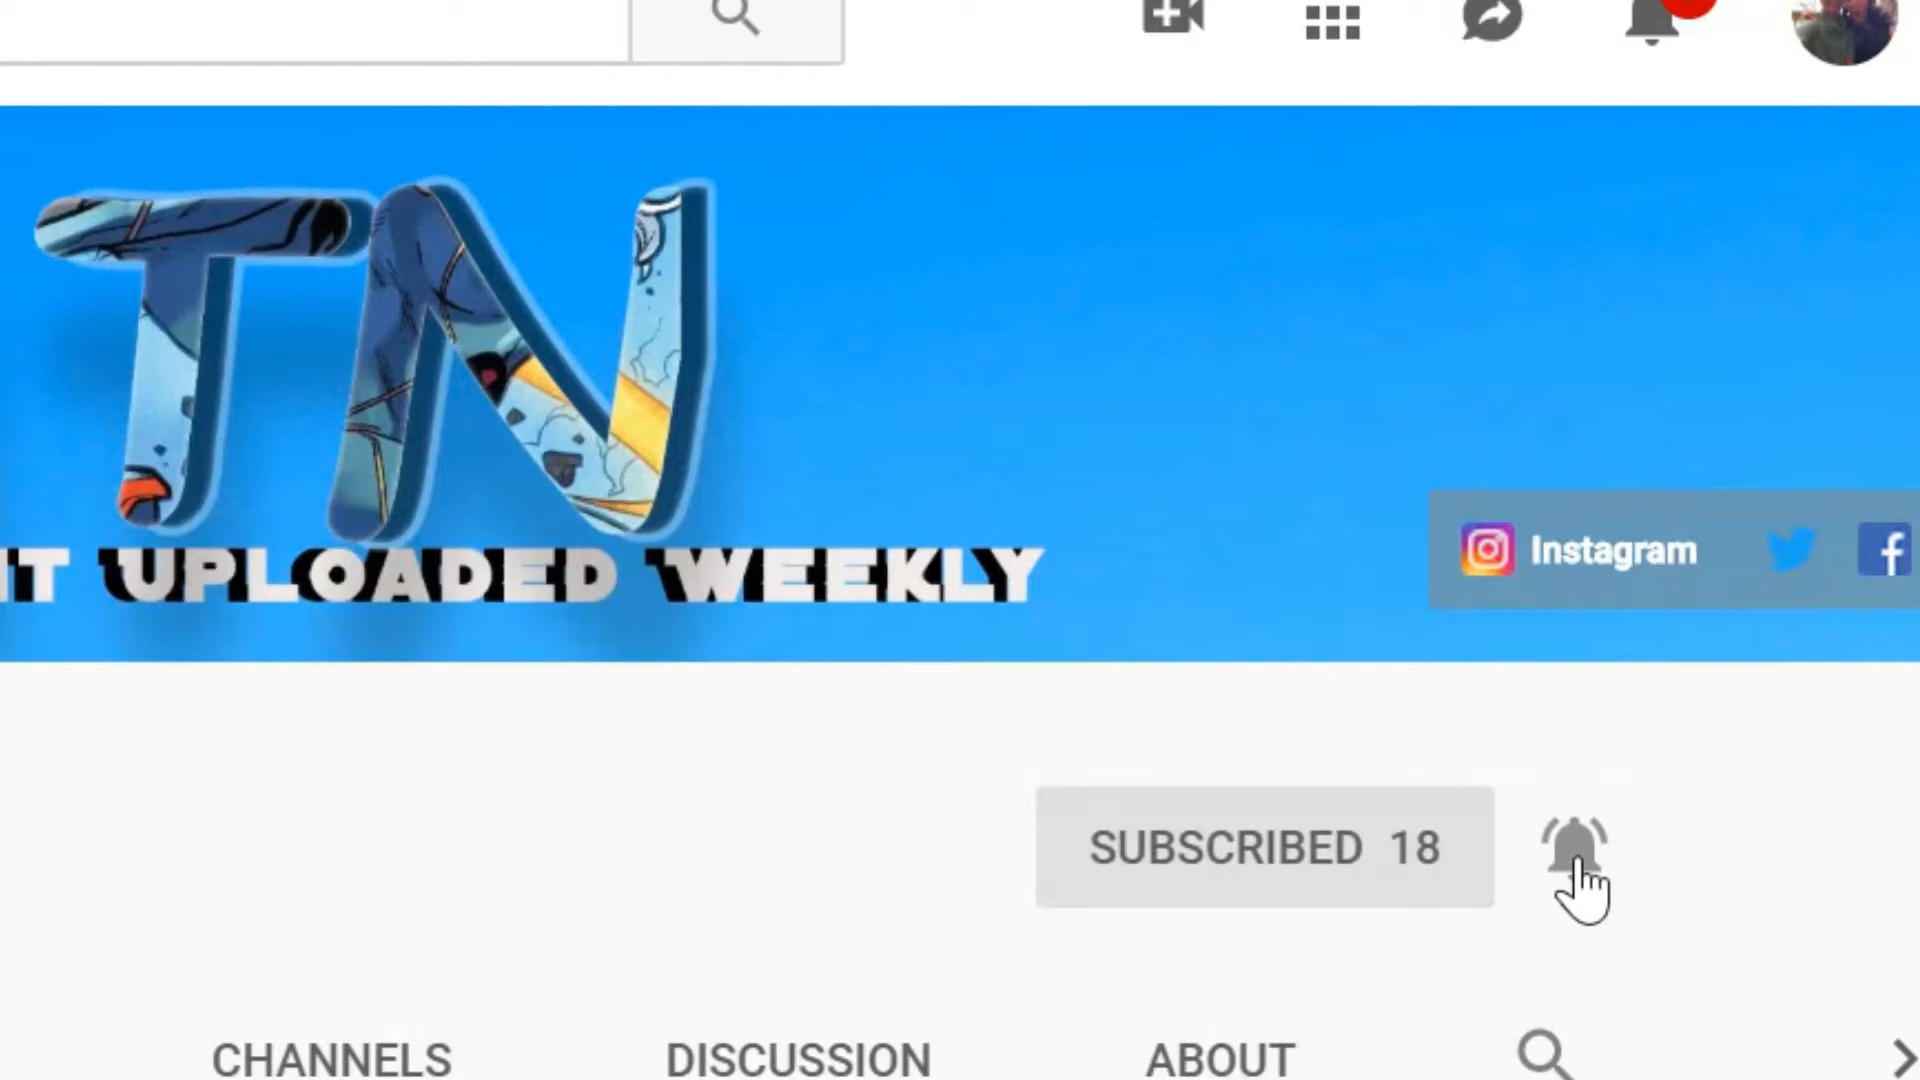 TN
UPLOADED WEEKLY
Instagram
SUBSCRIBED 18
CHANNELS DISCUSSION ABOUT